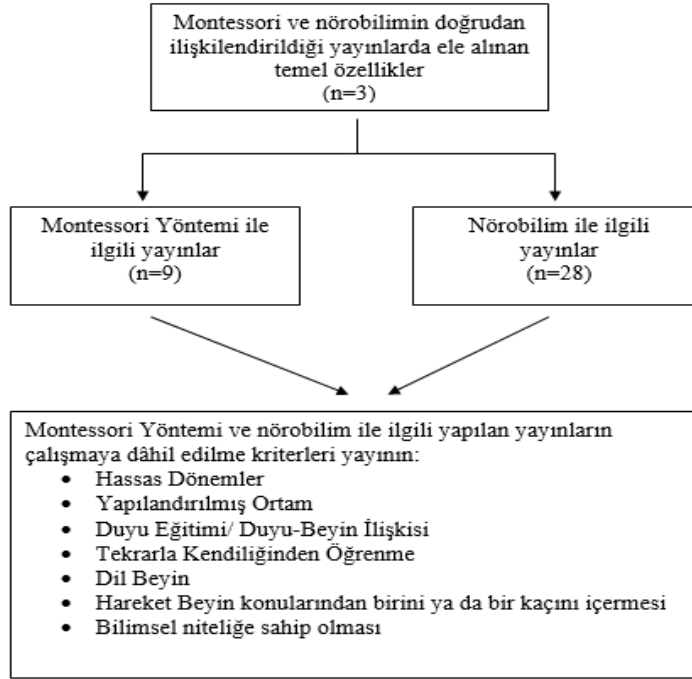 Montessori ve nörobilimin doğrudan
ilişkilendirildiği yayınlarda ele alınan
temel özellikler
(n=3)
Montessori Yöntemi ile
ilgili yayınlar
(n=9)
Nörobilim ile ilgili
yayınlar
(n=28)
Montessori Yöntemi ve nörobilim ile ilgili yapılan yayınların
çalışmaya dâhil edilme kriterleri yayının:
• Hassas Dönemler
• Yapılandırılmış Ortam
• Duyu Eğitimi/ Duyu-Beyin İlişkisi
• Tekrarla Kendiliğinden Öğrenme
• Dil Beyin
• Hareket Beyin konularından birini ya da bir kaçını içermesi
• Bilimsel niteliğe sahip olması